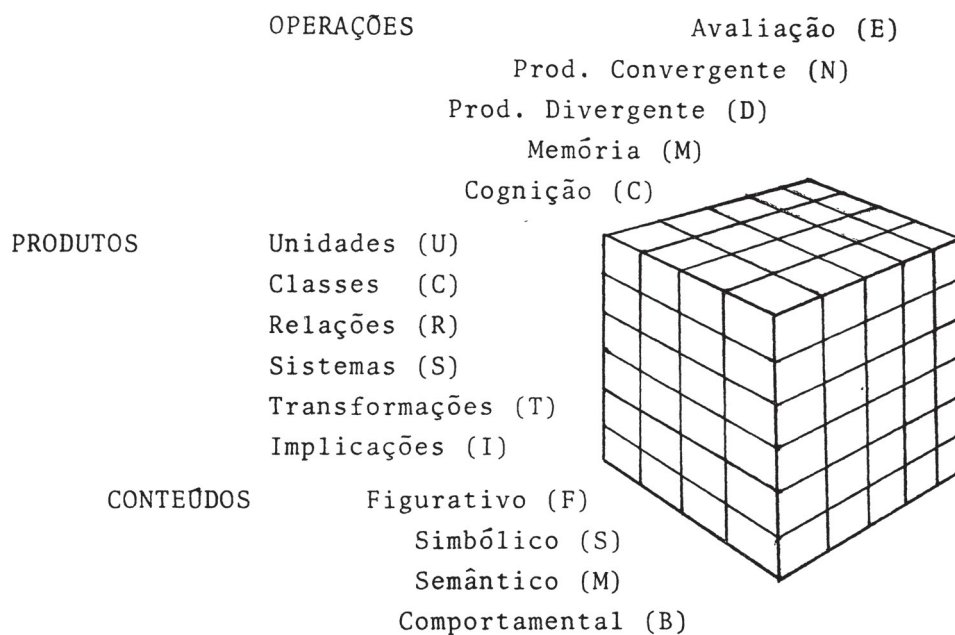 OPERAÇÕES Avaliação (E)
Prod. Convergente (N)
Prod. Divergente (D)
Memória (M)
Cognição (C)
PRODUTOS Unidades (U)
Classes (C)
Relações (R)
Sistemas (S)
Transformações (T)
Implicações (I)
CONTEÚDOS Figurativo (F)
Simbólico (S)
Semântico (M)
Comportamental (B)